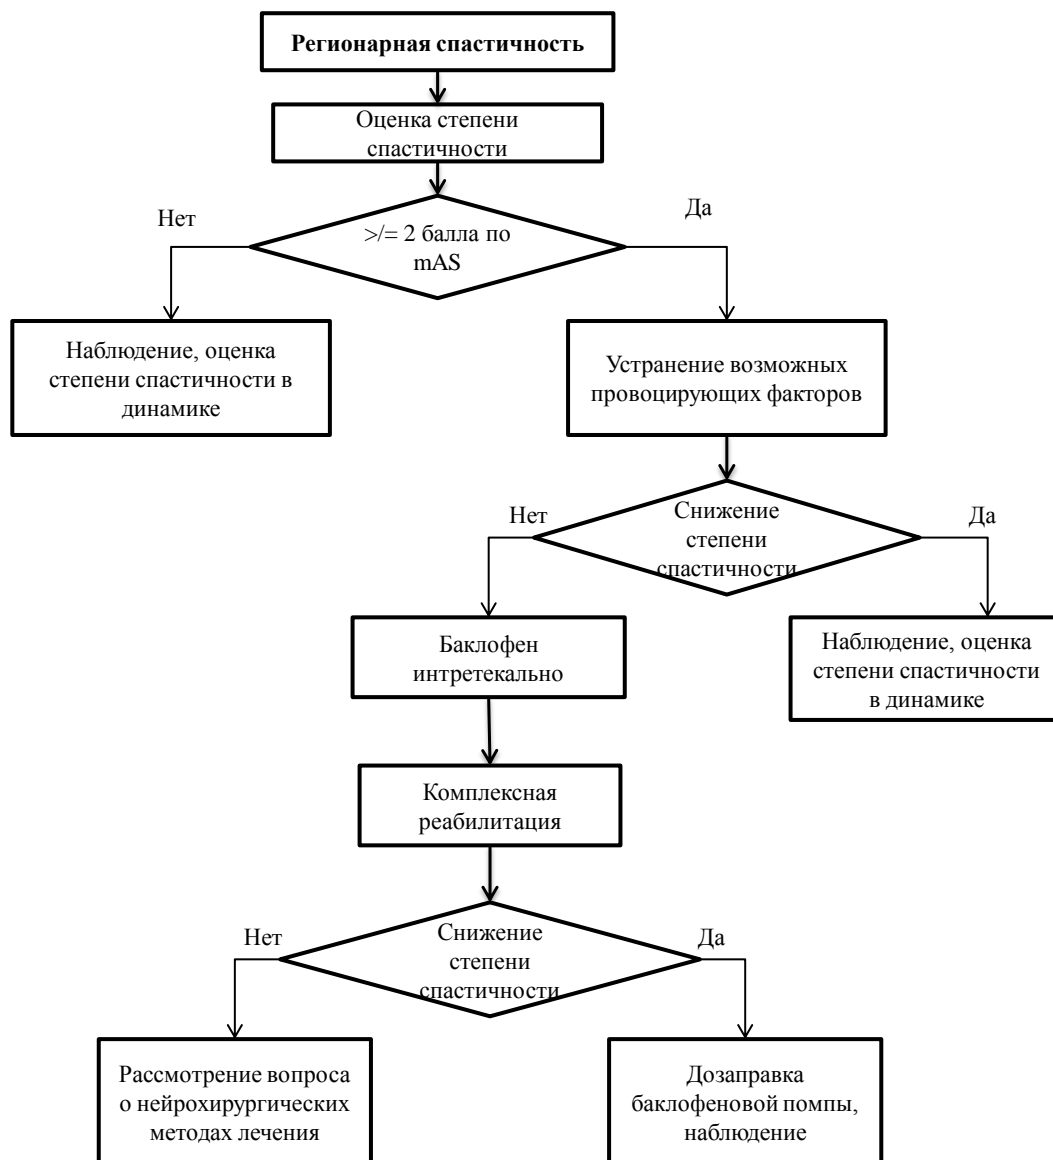 Регионарная спастичность
Оценка степени
спастичности
Нет
Да
>/= 2 балла по
mAS
Наблюдение, оценка
степени спастичности в
динамике
Устранение возможных
провоцирующих факторов
Нет
Да
Снижение
степени
спастичности
Баклофен
интретекально
Наблюдение, оценка
степени спастичности
в динамике
Комплексная
реабилитация
Нет
Да
Снижение
степени
спастичности
Рассмотрение вопроса
о нейрохирургических
методах лечения
Дозаправка
баклофеновой помпы,
наблюдение